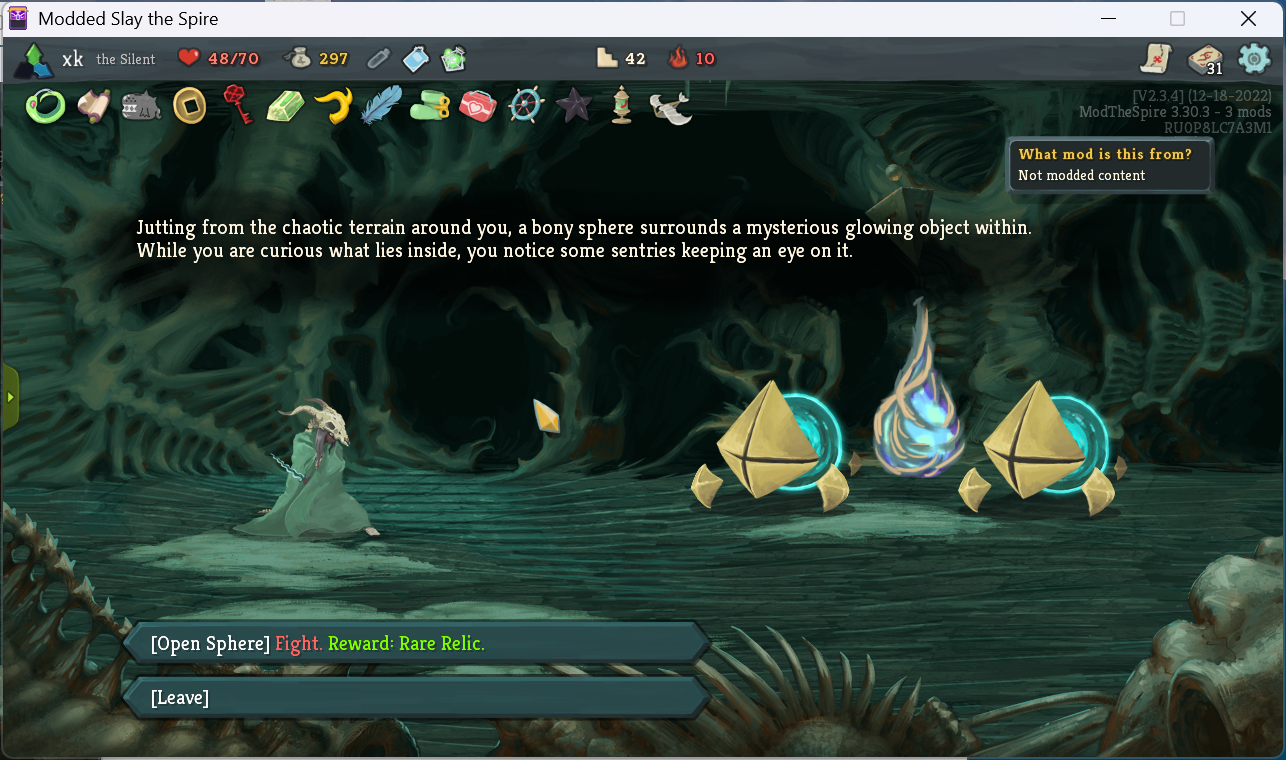 Modded Slay the Spire
xk the Silent 48/70 297 42 10 31
[V2.3.4] (12-18-2022)
ModTheSpire 3.30.3 - 3 mods
RU0P8LC7A3M1
What mod is this from?
Not modded content
Jutting from the chaotic terrain around you, a bony sphere surrounds a mysterious glowing object within.
While you are curious what lies inside, you notice some sentries keeping an eye on it.
[Open Sphere] Fight. Reward: Rare Relic.
[Leave]